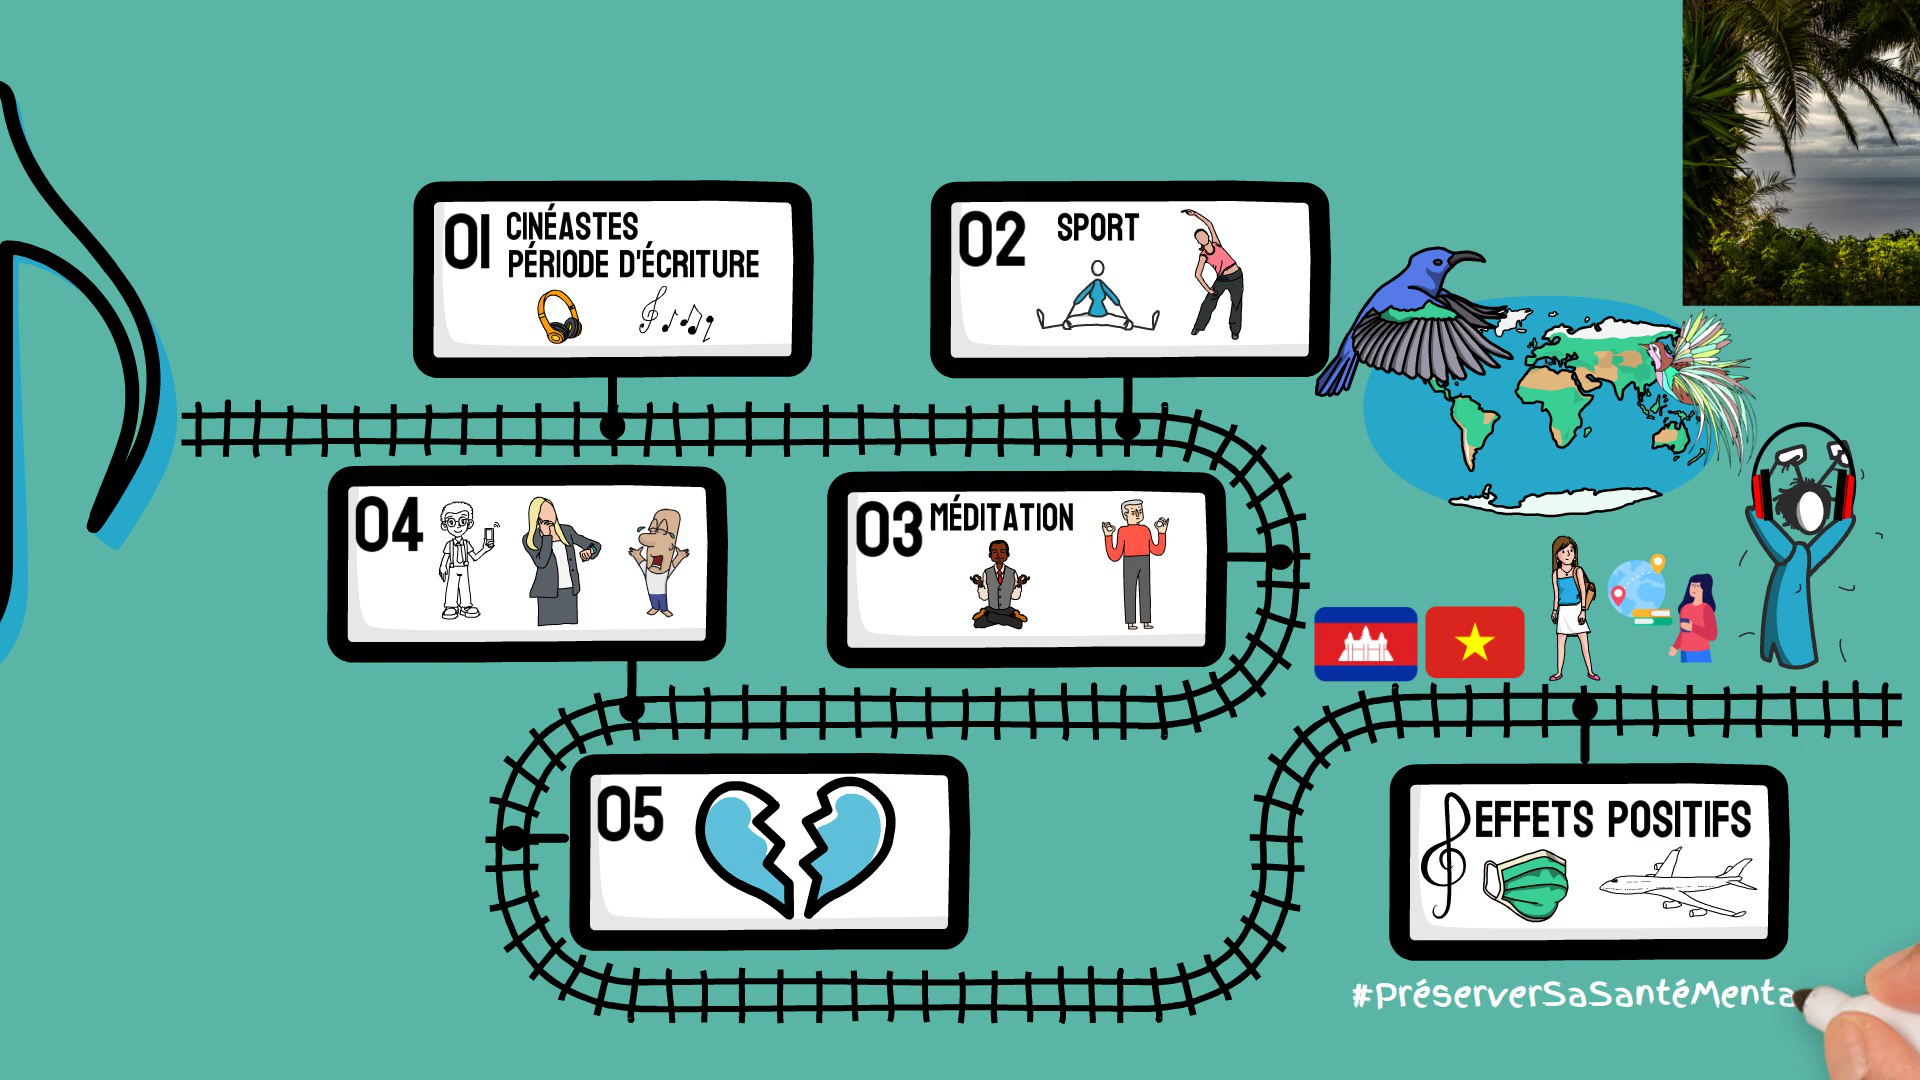 01 CINÉASTES
PÉRIODE D'ÉCRITURE
02 SPORT
04
03 MÉDITATION
05
EFFETS POSITIFS
#PréserverSaSantéMenta